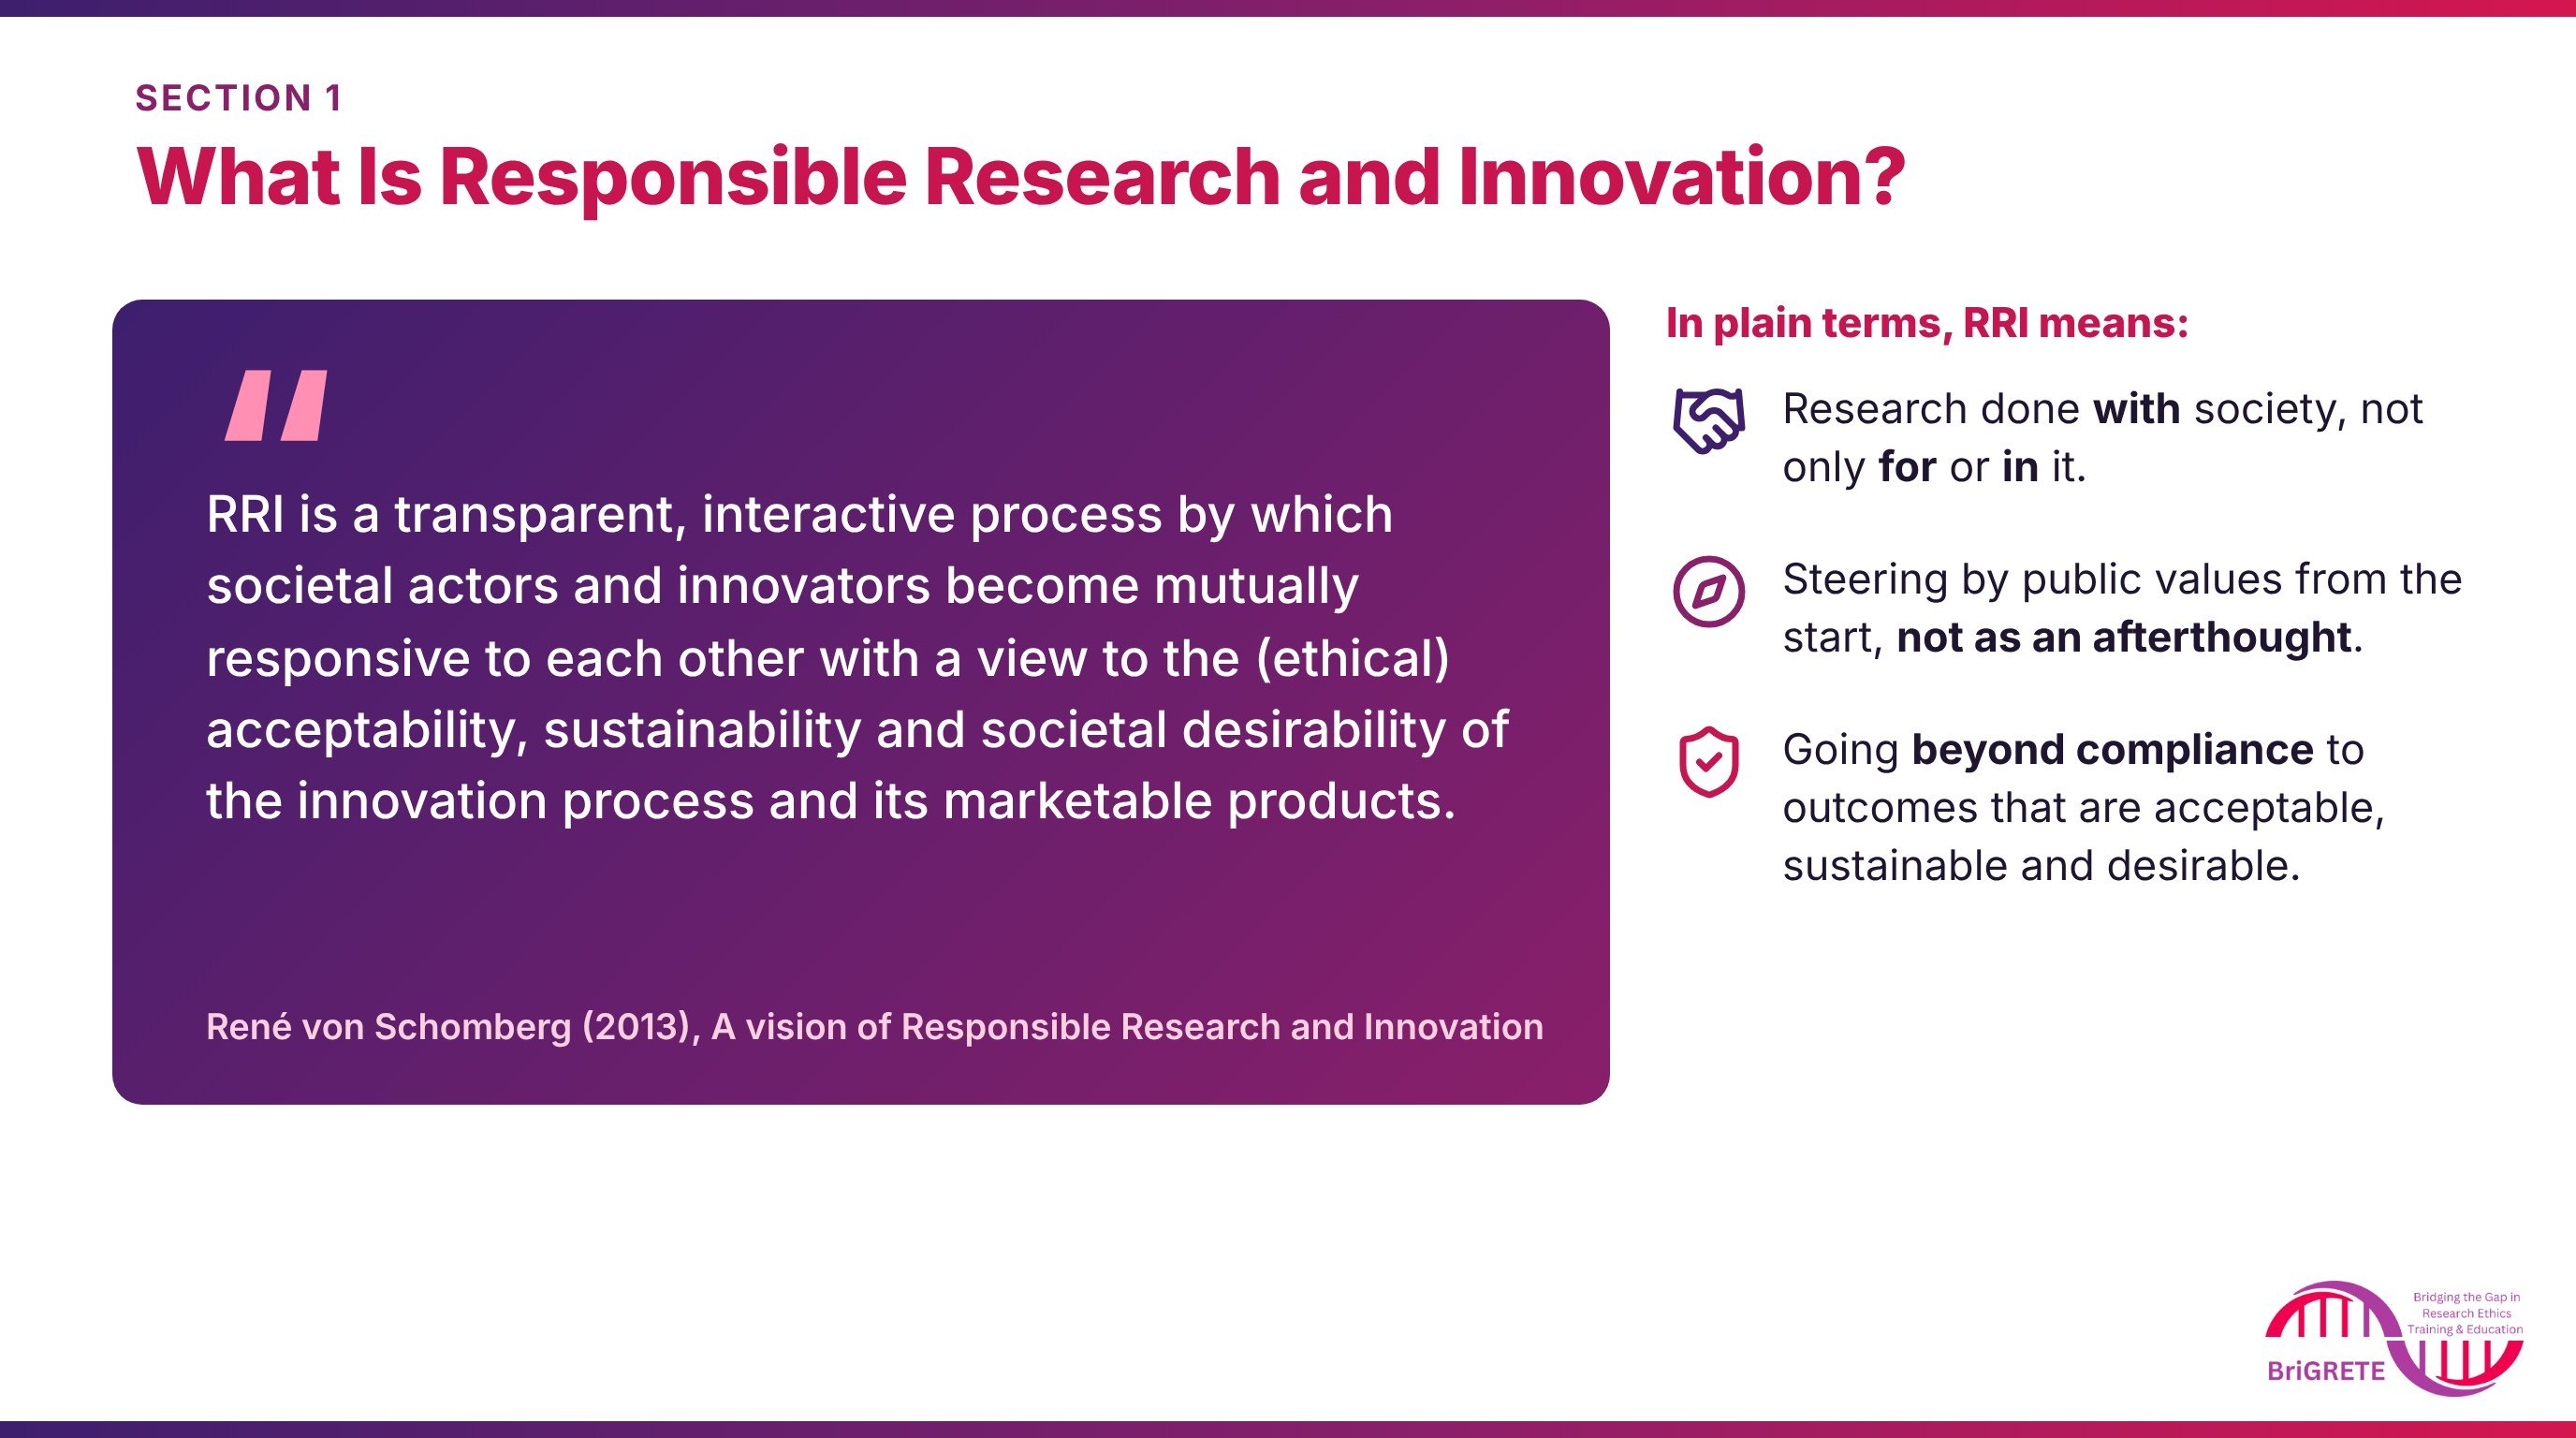 SECTION 1
What Is Responsible Research and Innovation?
“
RRI is a transparent, interactive process by which
societal actors and innovators become mutually
responsive to each other with a view to the (ethical)
acceptability, sustainability and societal desirability of
the innovation process and its marketable products.
René von Schomberg (2013), A vision of Responsible Research and Innovation
In plain terms, RRI means:
Research done with society, not
only for or in it.
Steering by public values from the
start, not as an afterthought.
Going beyond compliance to
outcomes that are acceptable,
sustainable and desirable.
Bridging the Gap in
Research Ethics
Training & Education
BriGRETE